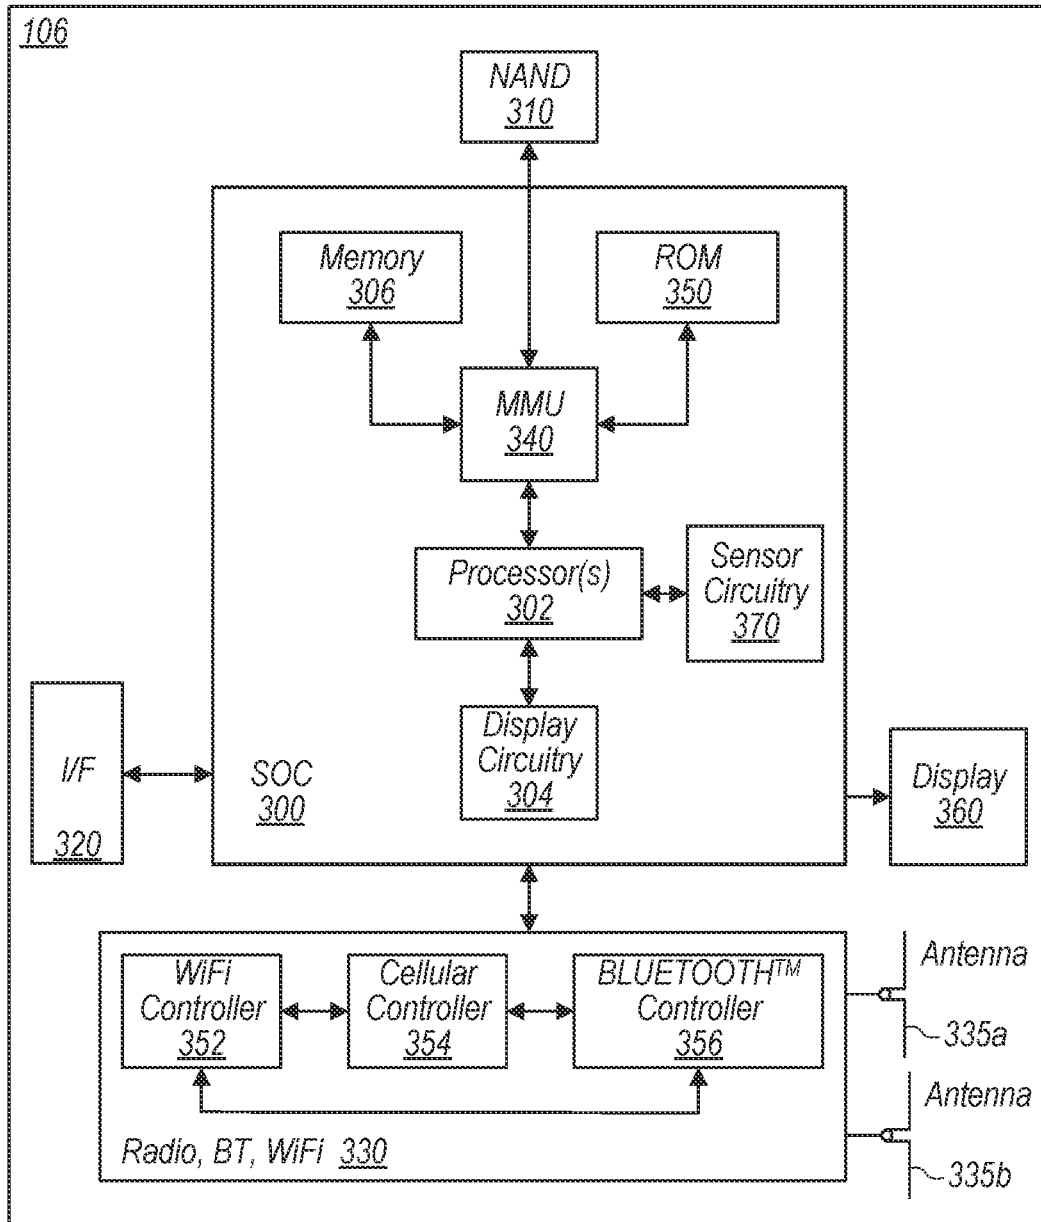 106
NAND
310
Memory
306
ROM
350
MMU
340
Processor(s)
302
Sensor
Circuitry
370
Display
Circuitry
304
I/F
320
SOC
300
Display
360
WiFi
Controller
352
Cellular
Controller
354
BLUETOOTH™
Controller
356
Radio, BT, WiFi 330
Antenna
335a
Antenna
335b